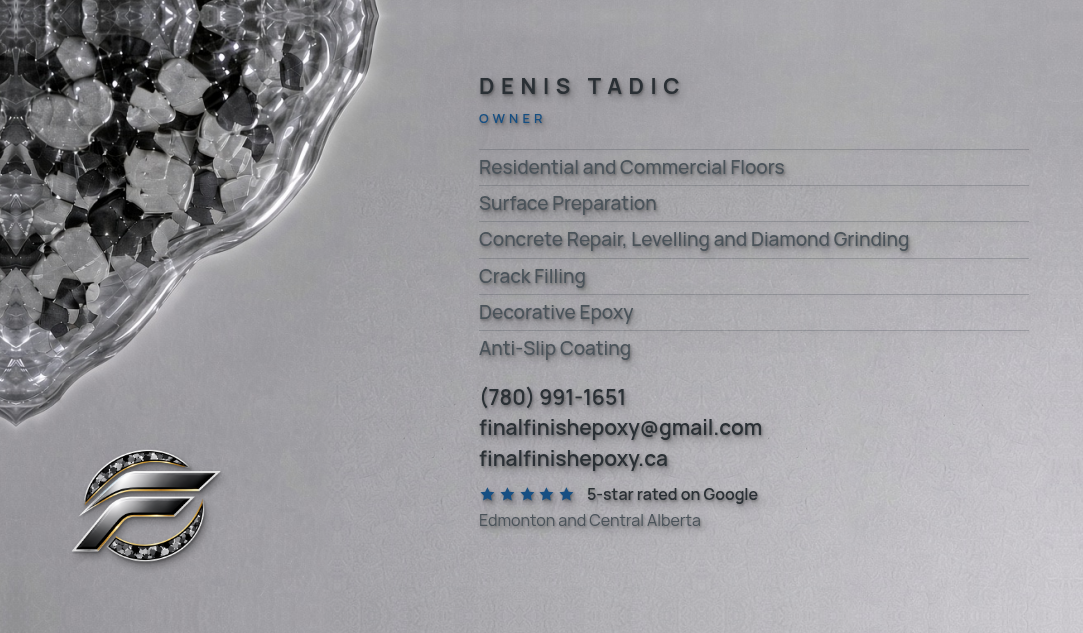 DENIS TADIC
OWNER
Residential and Commercial Floors
Surface Preparation
Concrete Repair, Levelling and Diamond Grinding
Crack Filling
Decorative Epoxy
Anti-Slip Coating
(780) 991-1651
finalfinishepoxy@gmail.com
finalfinishepoxy.ca
5-star rated on Google
Edmonton and Central Alberta